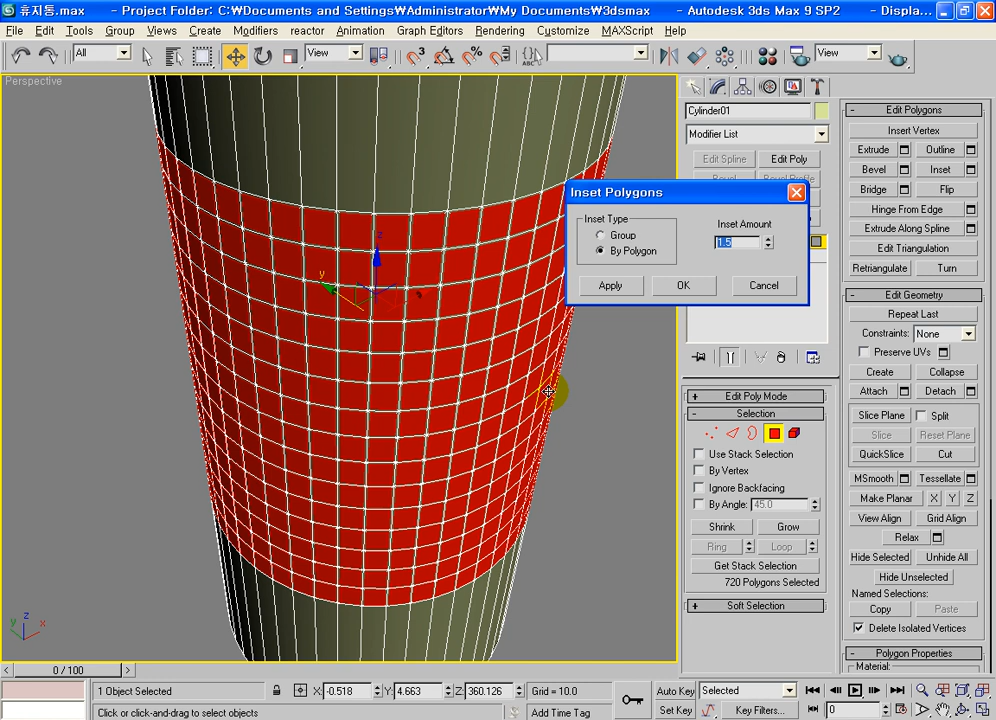 휴지통.max - Project Folder: C:₩Documents and Settings₩Administrator₩My Documents₩3dsmax - Autodesk 3ds Max 9 SP2 - Displa...
File Edit Tools Group Views Create Modifiers reactor Animation Graph Editors Rendering Customize MAXScript Help
All View View
Perspective
Cylinder01
Modifier List
Edit Spline Edit Poly
Inset Polygons
Inset Type
Group
By Polygon
Inset Amount
1.5
Apply OK Cancel
Edit Poly Mode
Selection
Use Stack Selection
By Vertex
Ignore Backfacing
By Angle: 45.0
Shrink Grow
Ring Loop
Get Stack Selection
720 Polygons Selected
Soft Selection
Edit Polygons
Insert Vertex
Extrude Outline
Bevel Inset
Bridge Flip
Hinge From Edge
Extrude Along Spline
Edit Triangulation
Retriangulate Turn
Edit Geometry
Repeat Last
Constraints: None
Preserve UVs
Create Collapse
Attach Detach
Slice Plane Split
Slice Reset Plane
QuickSlice Cut
MSmooth Tessellate
Make Planar X Y Z
View Align Grid Align
Relax
Hide Selected Unhide All
Hide Unselected
Named Selections:
Copy Paste
Delete Isolated Vertices
Polygon Properties
Material:
z
y
z
y x
0 / 100
1 Object Selected X: -0.518 Y: 4.663 Z: 360.126 Grid = 10.0 Auto Key Selected
Click or click-and-drag to select objects Add Time Tag Set Key Key Filters... 0